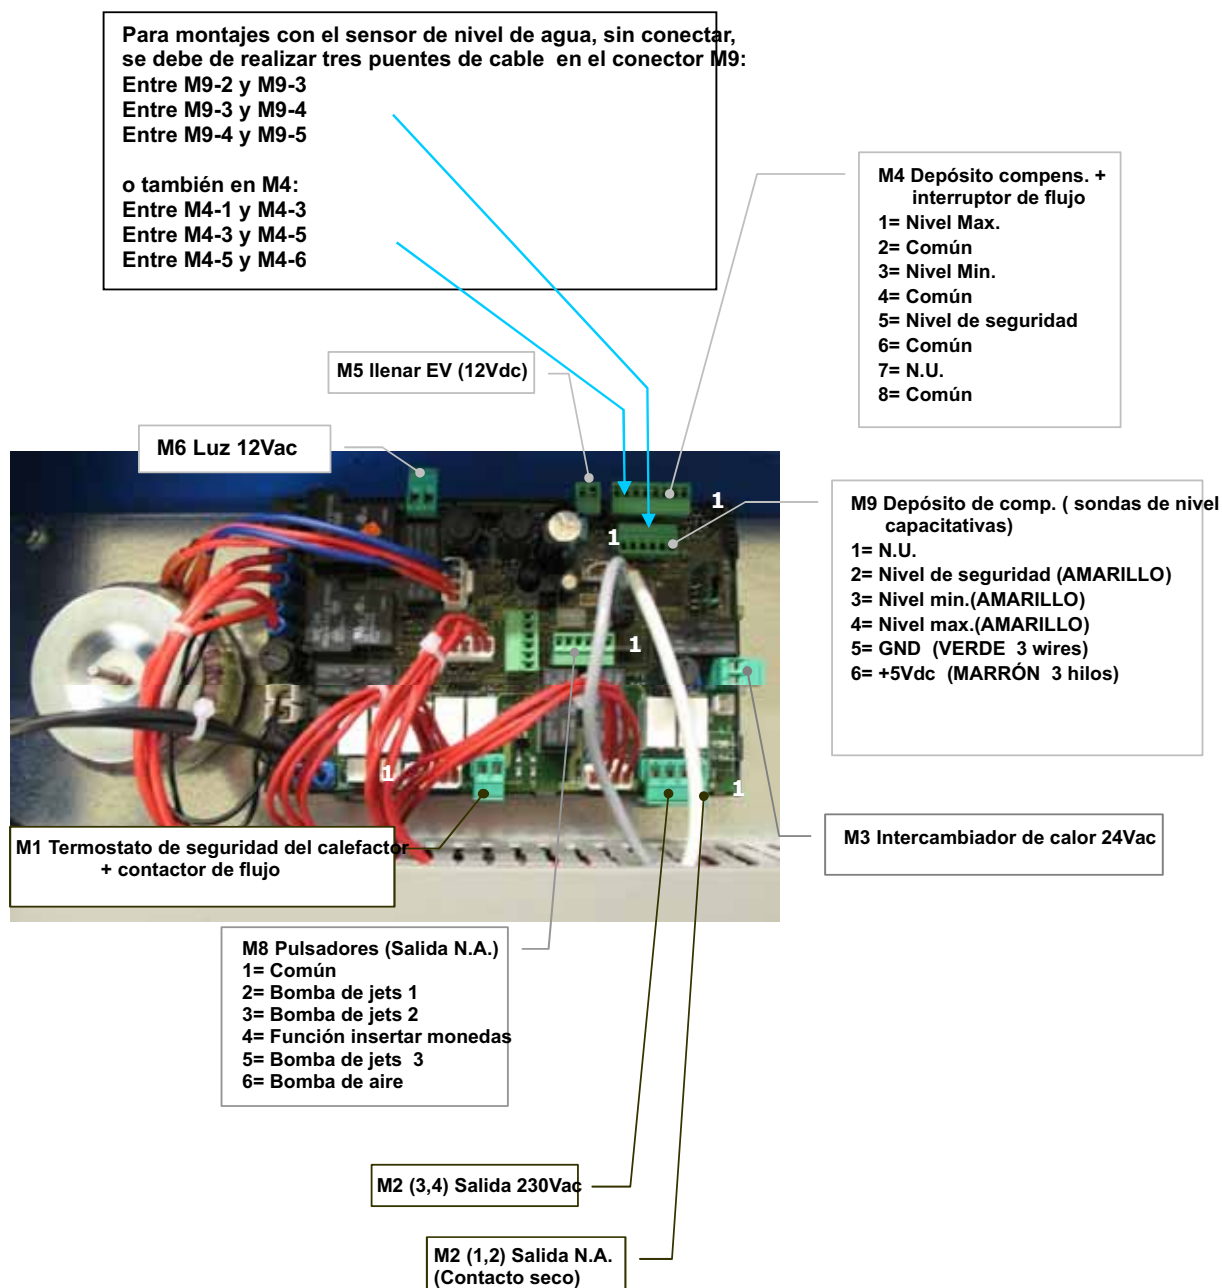 Para montajes con el sensor de nivel de agua, sin conectar,
se debe de realizar tres puentes de cable en el conector M9:
Entre M9-2 y M9-3
Entre M9-3 y M9-4
Entre M9-4 y M9-5
o también en M4:
Entre M4-1 y M4-3
Entre M4-3 y M4-5
Entre M4-5 y M4-6
M4 Depósito compens. +
interruptor de flujo
1= Nivel Max.
2= Común
3= Nivel Min.
4= Común
5= Nivel de seguridad
6= Común
7= N.U.
8= Común
M5 llenar EV (12Vdc)
M6 Luz 12Vac
M9 Depósito de comp. ( sondas de nivel
capacitativas)
1= N.U.
2= Nivel de seguridad (AMARILLO)
3= Nivel min.(AMARILLO)
4= Nivel max.(AMARILLO)
5= GND (VERDE 3 wires)
6= +5Vdc (MARRÓN 3 hilos)
1
1
1
1
1
M3 Intercambiador de calor 24Vac
M1 Termostato de seguridad del calefactor
+ contactor de flujo
M8 Pulsadores (Salida N.A.)
1= Común
2= Bomba de jets 1
3= Bomba de jets 2
4= Función insertar monedas
5= Bomba de jets 3
6= Bomba de aire
M2 (3,4) Salida 230Vac
M2 (1,2) Salida N.A.
(Contacto seco)